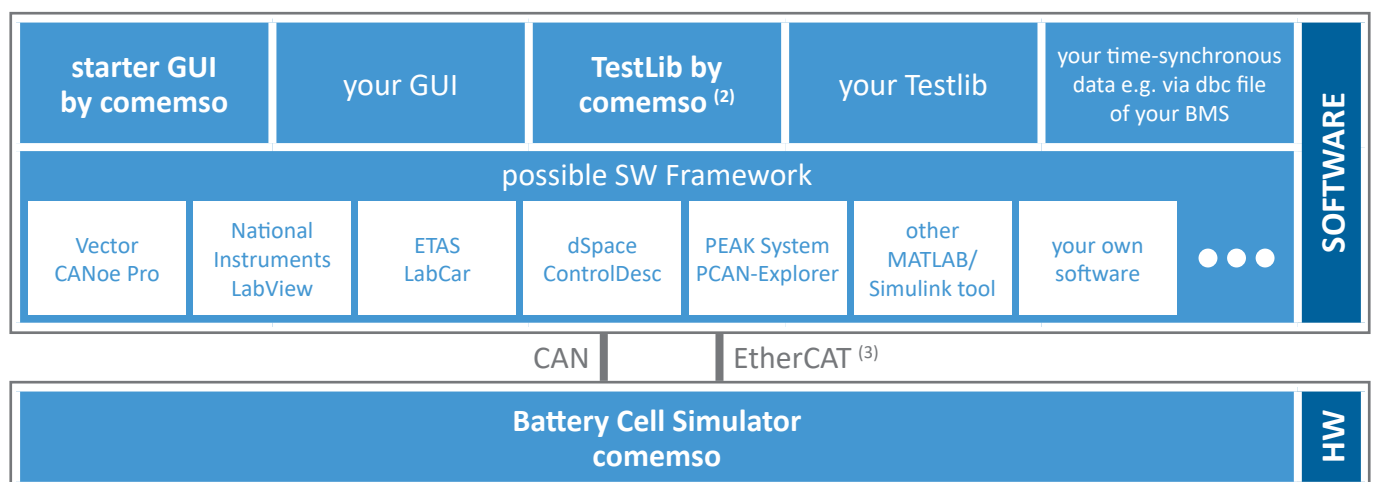 starter GUI
by comemso
your GUI
TestLib by
comemso (2)
your Testlib
your time-synchronous
data e.g. via dbc file
of your BMS
SOFTWARE
possible SW Framework
Vector
CANoe Pro
National
Instruments
LabView
ETAS
LabCar
dSpace
ControlDesc
PEAK System
PCAN-Explorer
other
MATLAB/
Simulink tool
your own
software
CAN
EtherCAT (3)
Battery Cell Simulator
comemso
HW